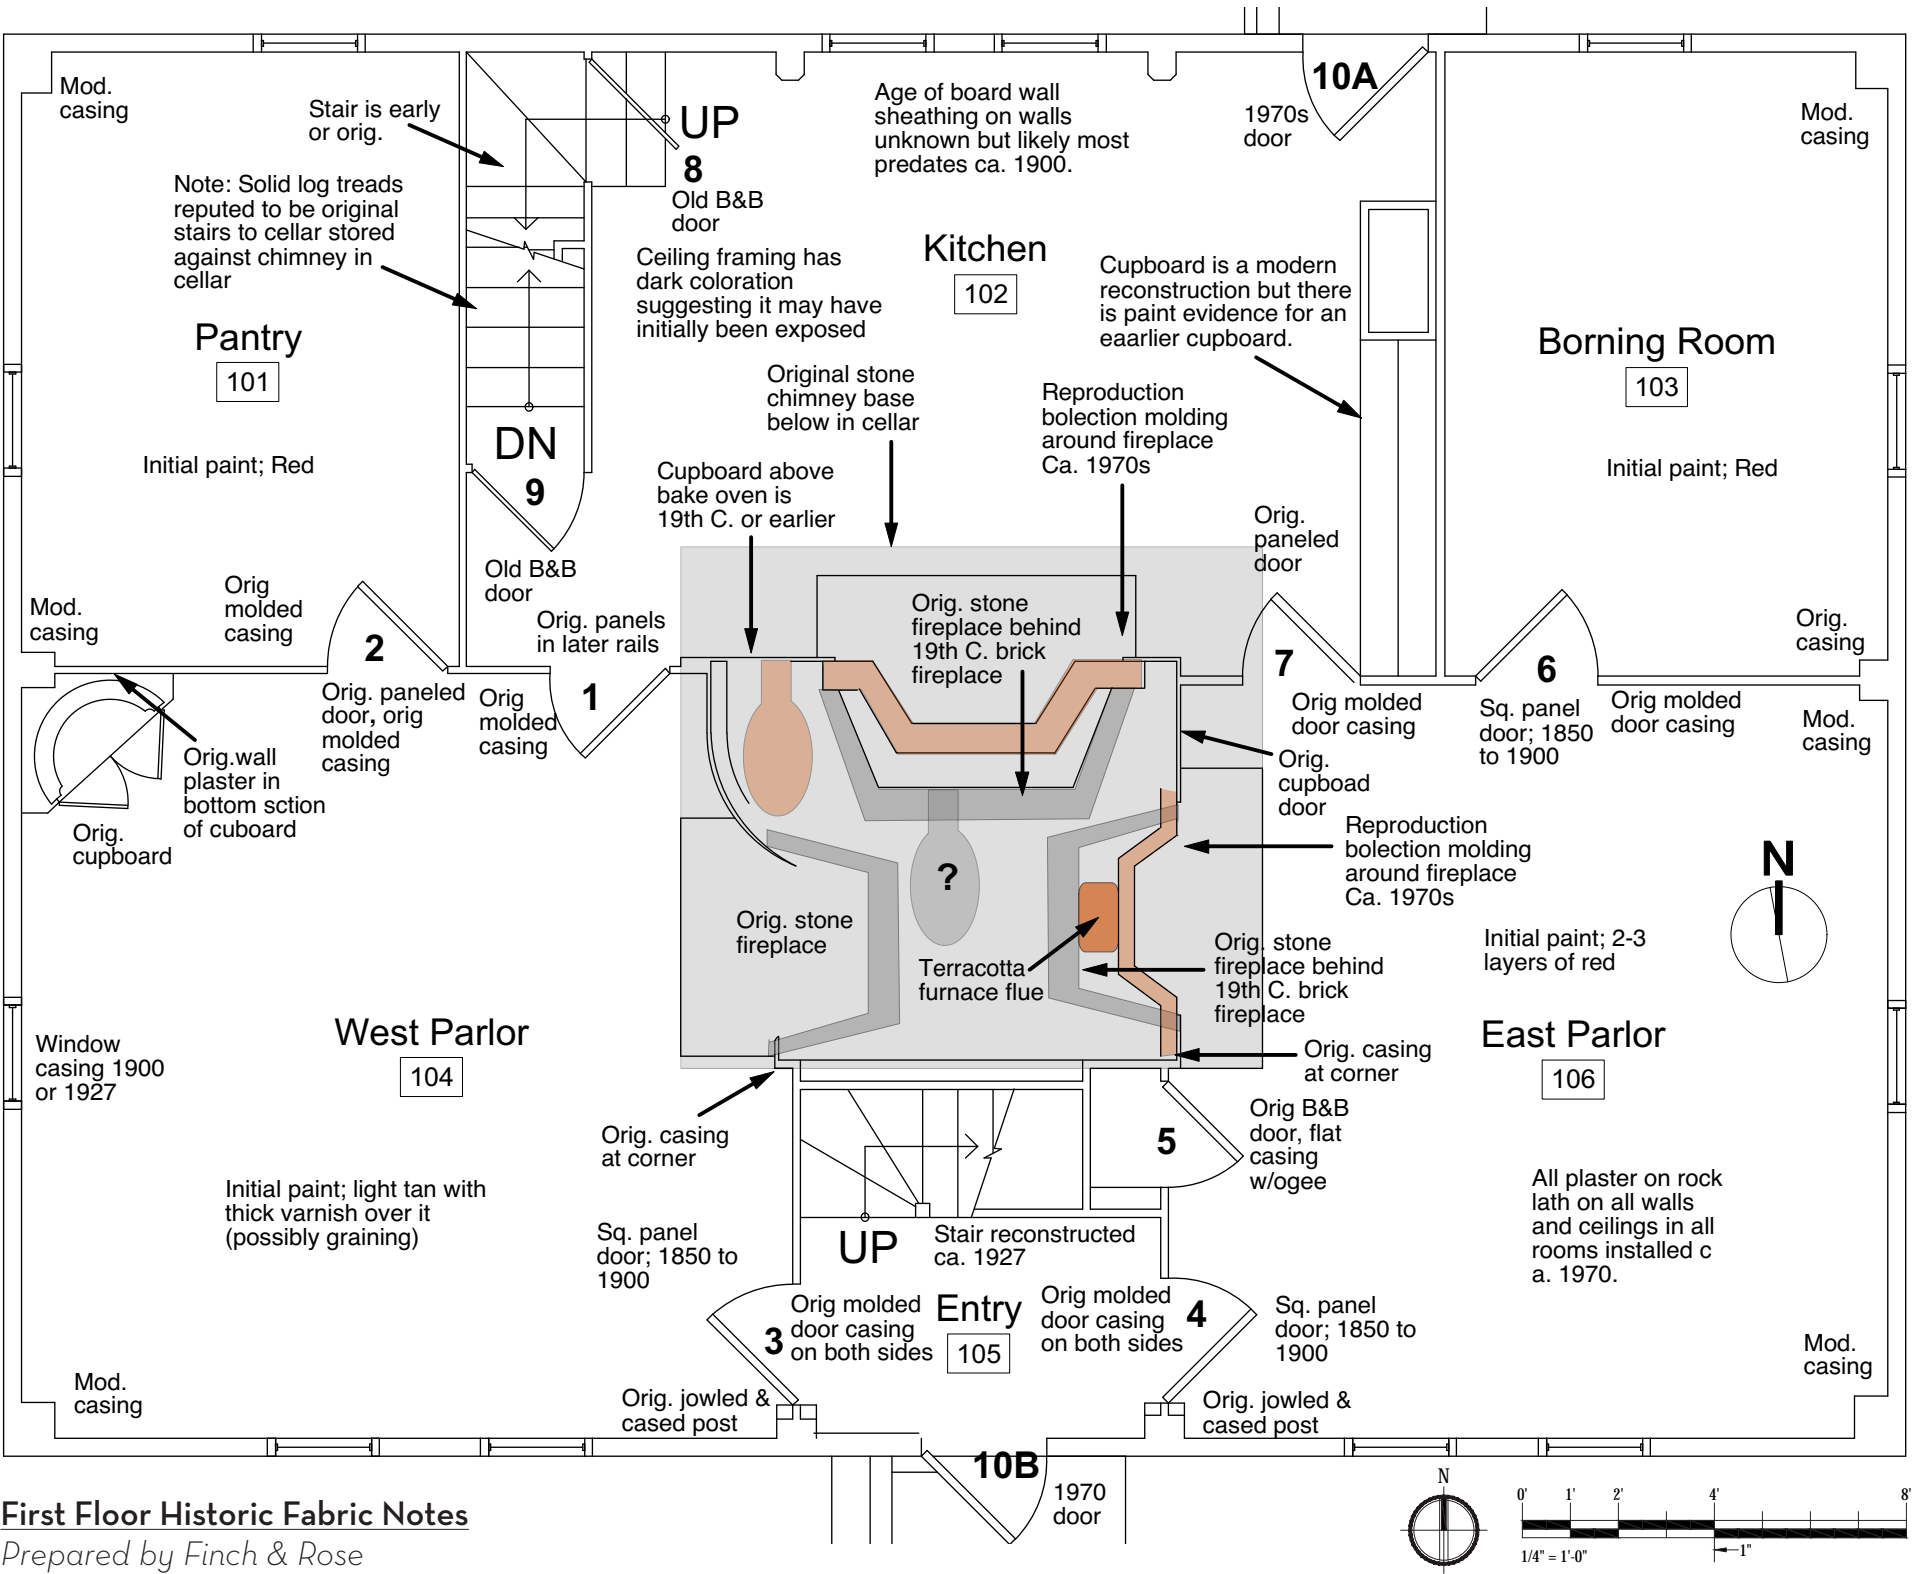 10A
Mod.
casing
Stair is early
or orig.
UP
8
Old B&B
door
Age of board wall
sheathing on walls
unknown but likely most
predates ca. 1900.
1970s
door
Mod.
casing
Note: Solid log treads
reputed to be original
stairs to cellar stored
against chimney in
cellar
Kitchen
102
Ceiling framing has
dark coloration
suggesting it may have
initially been exposed
Cupboard is a modern
reconstruction but there
is paint evidence for an
eaarlier cupboard.
Pantry
101
Borning Room
103
Original stone
chimney base
below in cellar
Reproduction
bolection molding
around fireplace
Ca. 1970s
DN
9
Initial paint; Red
Initial paint; Red
Cupboard above
bake oven is
19th C. or earlier
Orig.
paneled
door
Old B&B
door
Mod.
casing
Orig
molded
casing
2
Orig. panels
in later rails
Orig. stone
fireplace behind
19th C. brick
fireplace
7
6
Orig.
casing
1
Orig. paneled
door, orig
molded
casing
Orig
molded
casing
Orig molded
door casing
Sq. panel
door; 1850
to 1900
Orig molded
door casing
Mod.
casing
Orig.wall
plaster in
bottom sction
of cuboard
Orig.
cupboard
Orig.
cupboad
door
Reproduction
bolection molding
around fireplace
Ca. 1970s
N
?
Orig. stone
fireplace
Terracotta
furnace flue
Orig. stone
fireplace behind
19th C. brick
fireplace
Initial paint; 2-3
layers of red
West Parlor
104
East Parlor
106
Window
casing 1900
or 1927
Orig. casing
at corner
Orig. casing
at corner
5
Orig B&B
door, flat
casing
w/ogee
Initial paint; light tan with
thick varnish over it
(possibly graining)
All plaster on rock
lath on all walls
and ceilings in all
rooms installed c
a. 1970.
Sq. panel
door; 1850 to
1900
UP
Stair reconstructed
ca. 1927
3
Orig molded
door casing
on both sides
Entry
105
Orig molded
door casing
on both sides
4
Sq. panel
door; 1850 to
1900
Mod.
casing
Mod.
casing
Orig. jowled &
cased post
Orig. jowled &
cased post
10B
1970
door
First Floor Historic Fabric Notes
Prepared by Finch & Rose
N
0' 1' 2' 4' 8'
1/4" = 1'-0"
1"